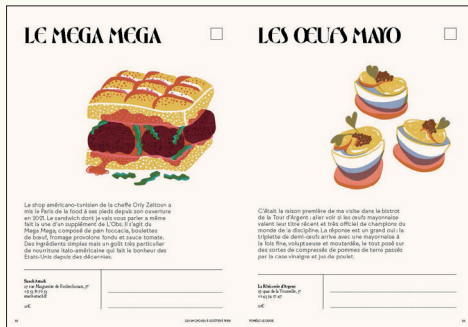 LE MEGA MEGA
Le shop américano-tunisien de la cheffe Orly Zeitoun a
mis le Paris de la food à ses pieds depuis son ouverture
en 2021. Le sandwich dont je vais vous parler a même
fait la une d'un supplément de L'Obs. Il s'agit du
Mega Mega, composé de pain foccacia, boulettes
de bœuf, fromage provolone fondu et sauce tomate.
Des ingrédients simples mais un goût très particulier
de nourriture italo-américaine qui fait le bonheur des
États-Unis depuis des décennies.
27 rue Marguerite de Rochechouart, 9e
LES ŒUFS MAYO
C'était la raison première de ma visite dans le bistrot
de la Tour d'Argent : aller voir si les œufs mayonnaise
valent leur titre récent et très officiel de champions du
monde de la discipline. La réponse est un grand oui : la
triplette de demi-œufs arrive avec une mayonnaise à
la fois fine, voluptueuse et moutardée, le tout posé sur
des sortes de compressés de pommes de terre passés
par la case vinaigre et jus de poulet.
La Rôtisserie d'Argent
19 quai de la Tournelle, 5e